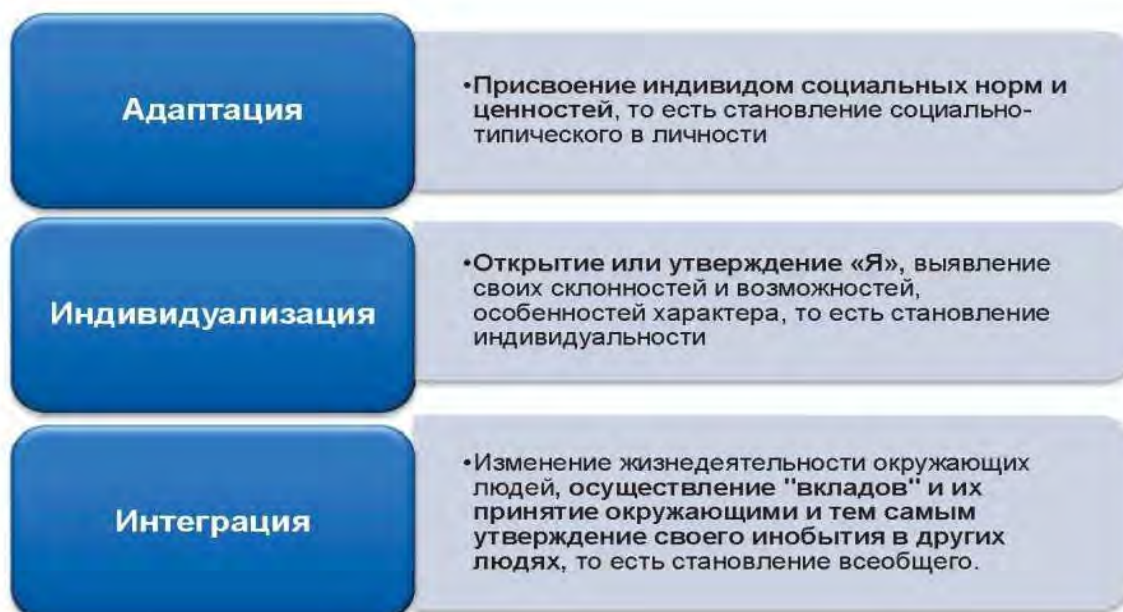 Адаптация
•Присвоение индивидом социальных норм и
ценностей, то есть становление социально-
типического в личности
Индивидуализация
•Открытие или утверждение «Я», выявление
своих склонностей и возможностей,
особенностей характера, то есть становление
индивидуальности
Интеграция
•Изменение жизнедеятельности окружающих
людей, осуществление "вкладов" и их
принятие окружающими и тем самым
утверждение своего инобытия в других
людях, то есть становление всеобщего.